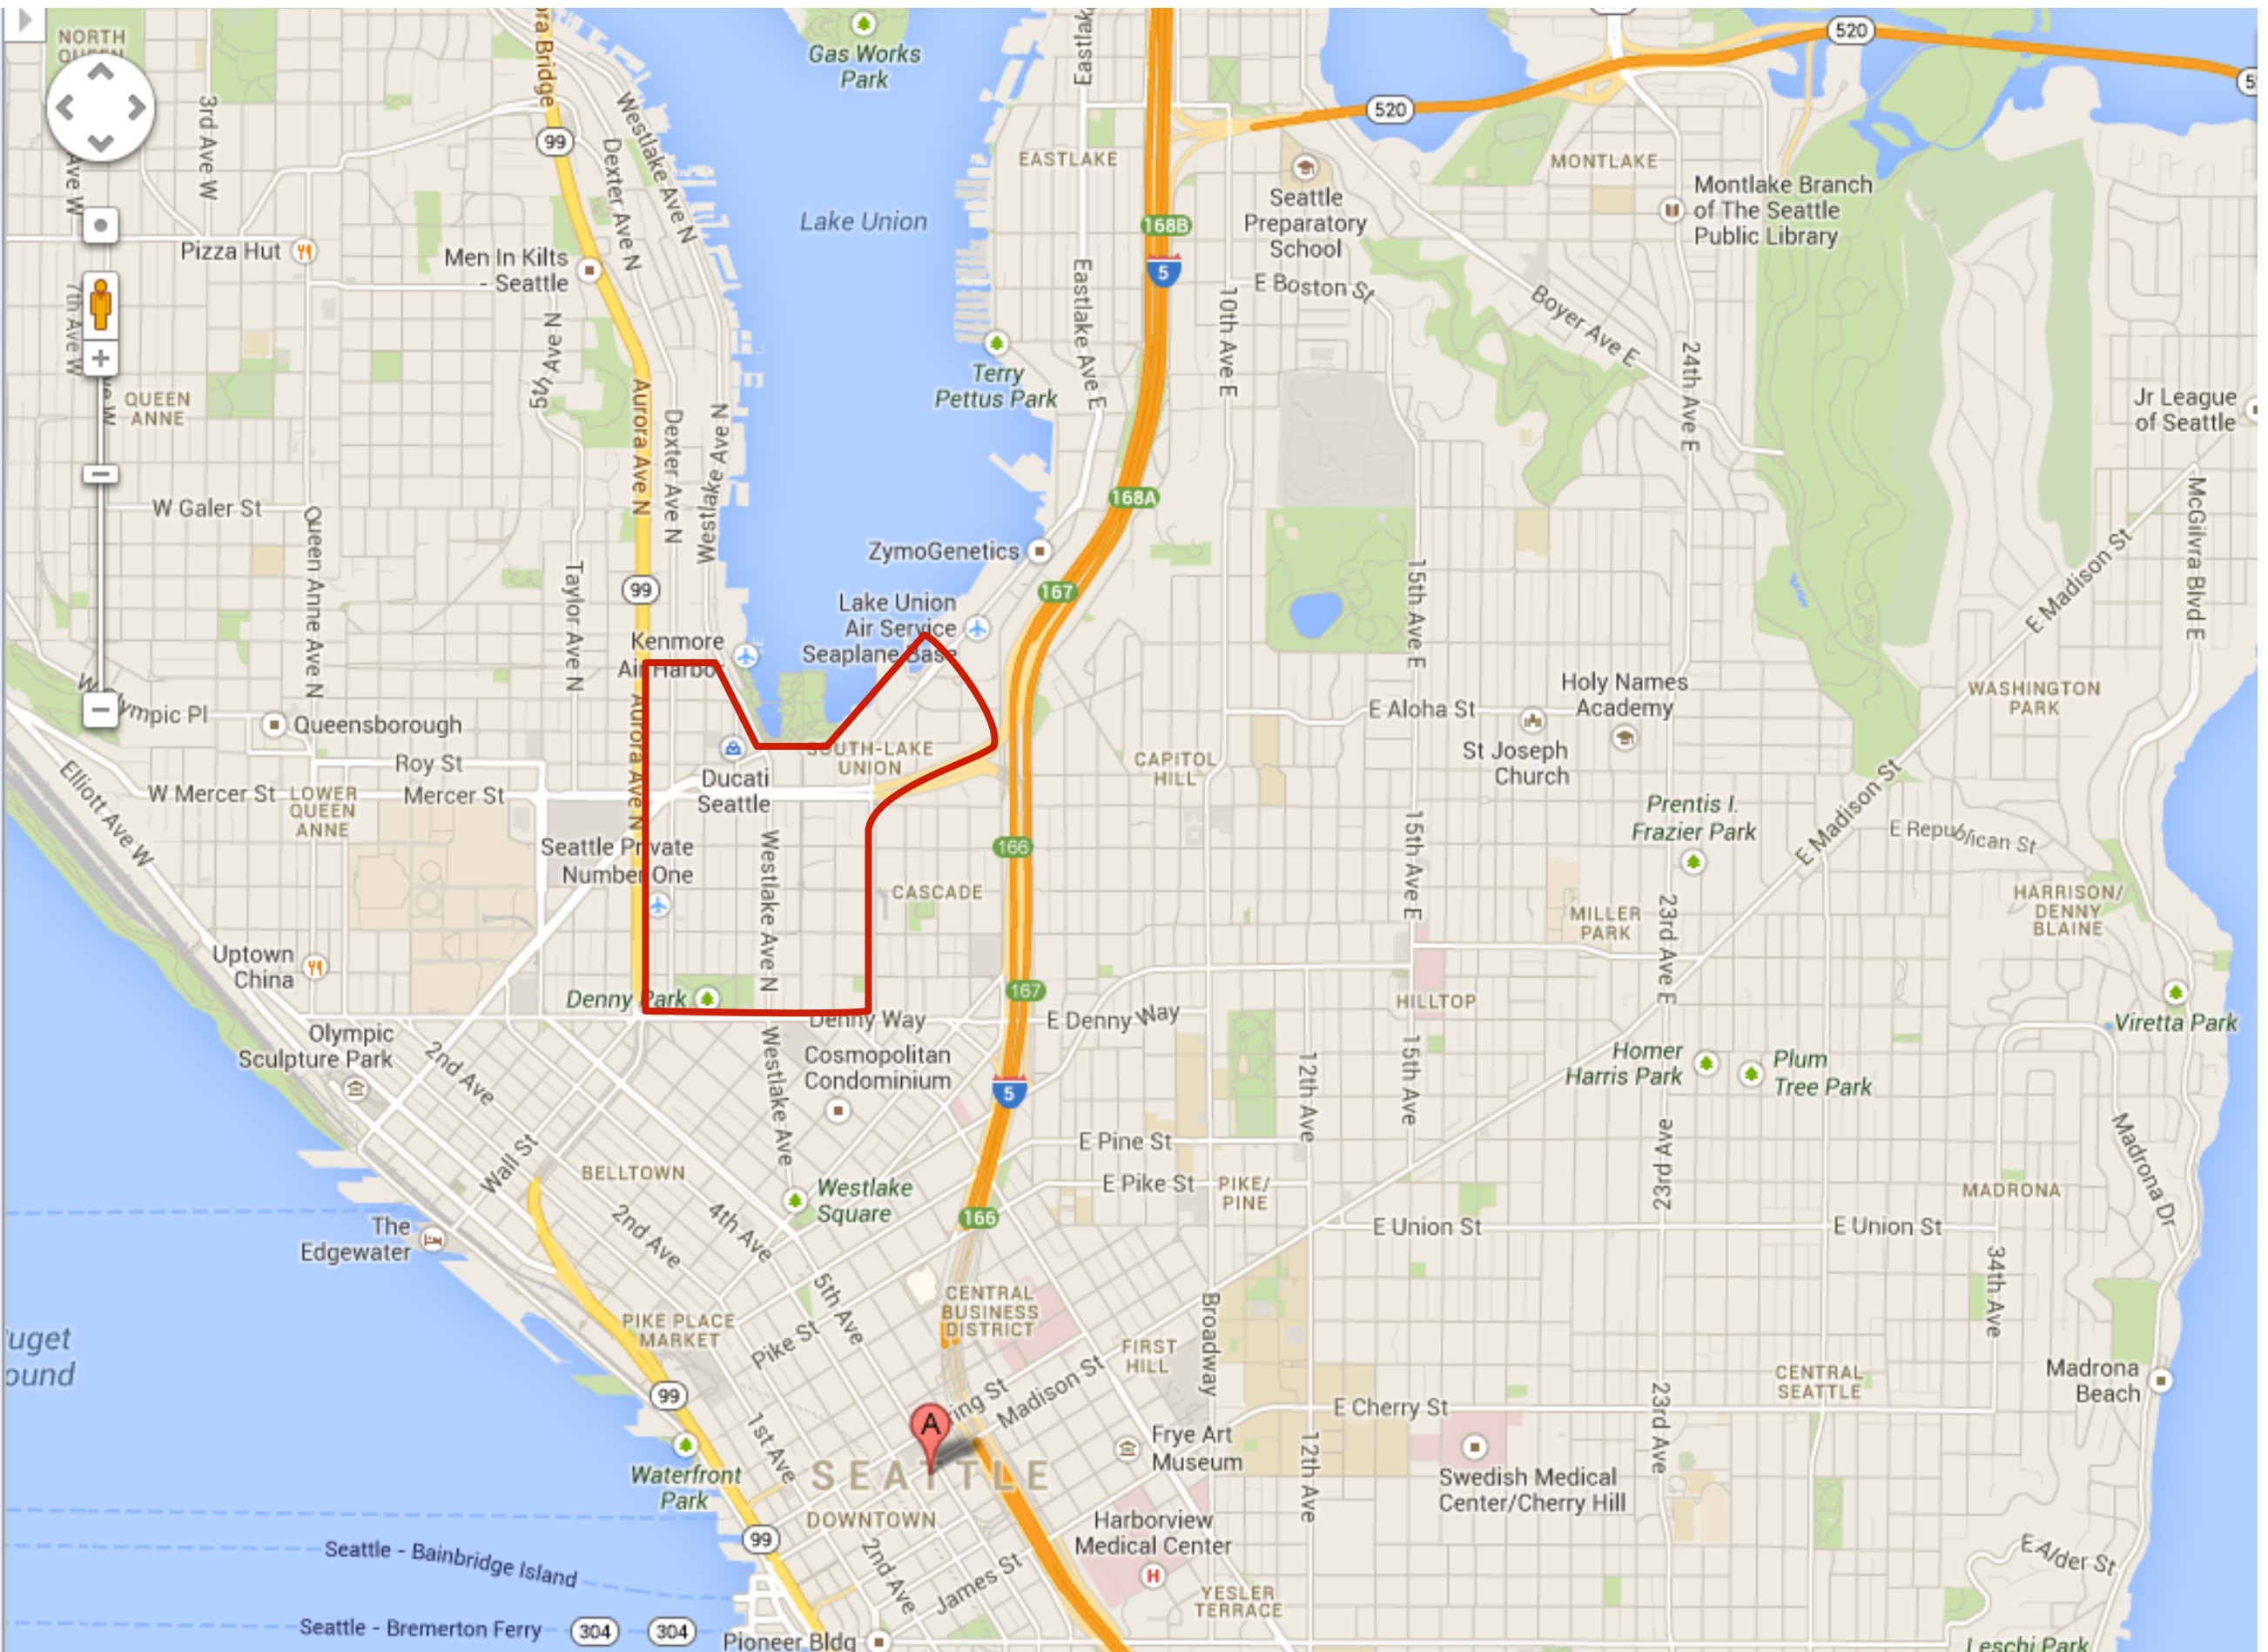 NORTH
QUEEN
3rd Ave W
Ave W
7th Ave W
Bridge
99
Westlake Ave N
Dexter Ave N
Gas Works
Park
Lake Union
EASTLAKE
168B
5
520
520
MONTLAKE
Seattle
Preparatory
School
Montlake Branch
of The Seattle
Public Library
Pizza Hut
Men In Kilts
- Seattle
5th Ave N
QUEEN
ANNE
Aurora Ave N
Dexter Ave N
Westlake Ave N
Terry
Pettus Park
Eastlake Ave E
10th Ave E
E Boston St
Boyer Ave E
24th Ave E
Jr League
of Seattle
W Galer St
Queen Anne Ave N
Taylor Ave N
168A
ZymoGenetics
167
99
Lake Union
Air Service
Seaplane Base
Kenmore
Air Harbor
15th Ave E
McGilvra Blvd E
E Madison St
Queensborough
Roy St
W Mercer St
Mercer St
LOWER
QUEEN
ANNE
Elliott Ave W
Aurora Ave N
Ducati
Seattle
SOUTH-LAKE
UNION
CAPITOL
HILL
E Aloha St
Holy Names
Academy
St Joseph
Church
WASHINGTON
PARK
Prentis I.
Frazier Park
E Madison St
E Republican St
Seattle Private
Number One
Westlake Ave N
166
CASCADE
15th Ave E
MILLER
PARK
23rd Ave E
HARRISON/
DENNY
BLAINE
Uptown
China
Denny Park
Denny Way
167
E Denny Way
HILLTOP
Viretta Park
Olympic
Sculpture Park
2nd Ave
Westlake Ave
Cosmopolitan
Condominium
5
12th Ave
15th Ave
Homer
Harris Park
Plum
Tree Park
Wall St
BELLTOWN
E Pine St
E Pike St
PIKE/
PINE
23rd Ave
MADRONA
Madrona Dr
Westlake
Square
166
The
Edgewater
2nd Ave
4th Ave
5th Ave
E Union St
E Union St
34th Ave
PIKE PLACE
MARKET
Pike St
CENTRAL
BUSINESS
DISTRICT
FIRST
HILL
Broadway
CENTRAL
SEATTLE
Madrona
Beach
99
1st Ave
Madison St
A
E Cherry St
23rd Ave
Frye Art
Museum
12th Ave
Swedish Medical
Center/Cherry Hill
Waterfront
Park
SEATTLE
DOWNTOWN
99
2nd Ave
James St
Harborview
Medical Center
H
YESLER
TERRACE
E Alder St
Seattle - Bainbridge Island
Seattle - Bremerton Ferry
304
304
Pioneer Bldg
Leschi Park